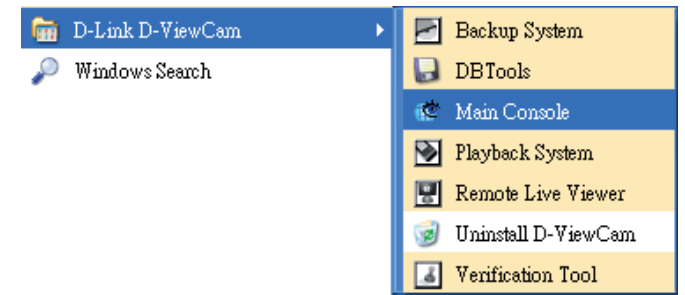 D-Link D-ViewCam
Windows Search
Backup System
DBTools
Main Console
Playback System
Remote Live Viewer
Uninstall D-ViewCam
Verification Tool